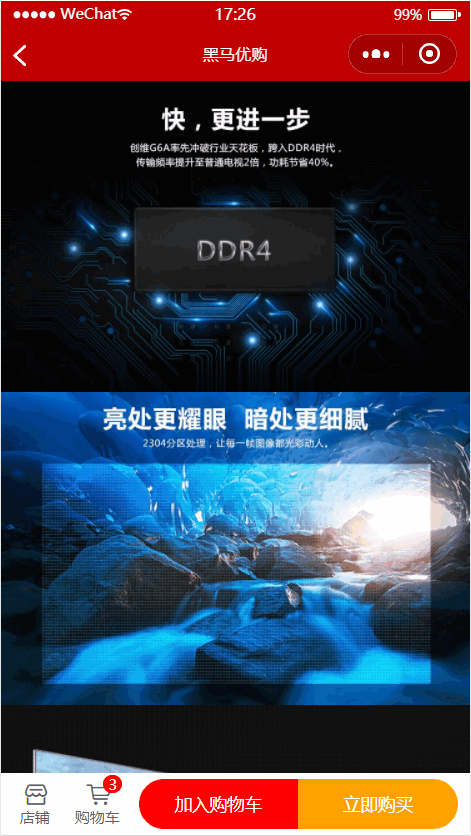 WeChat 17:26 99%
黑马优购
快，更进一步
创维G6A率先冲破行业天花板，跨入DDR4时代，
传输频率提升至普通电视2倍，功耗节省40%。
DDR4
亮处更耀眼 暗处更细腻
2304分区处理，让每一帧图像都光彩动人。
3
店铺 购物车 加入购物车 立即购买